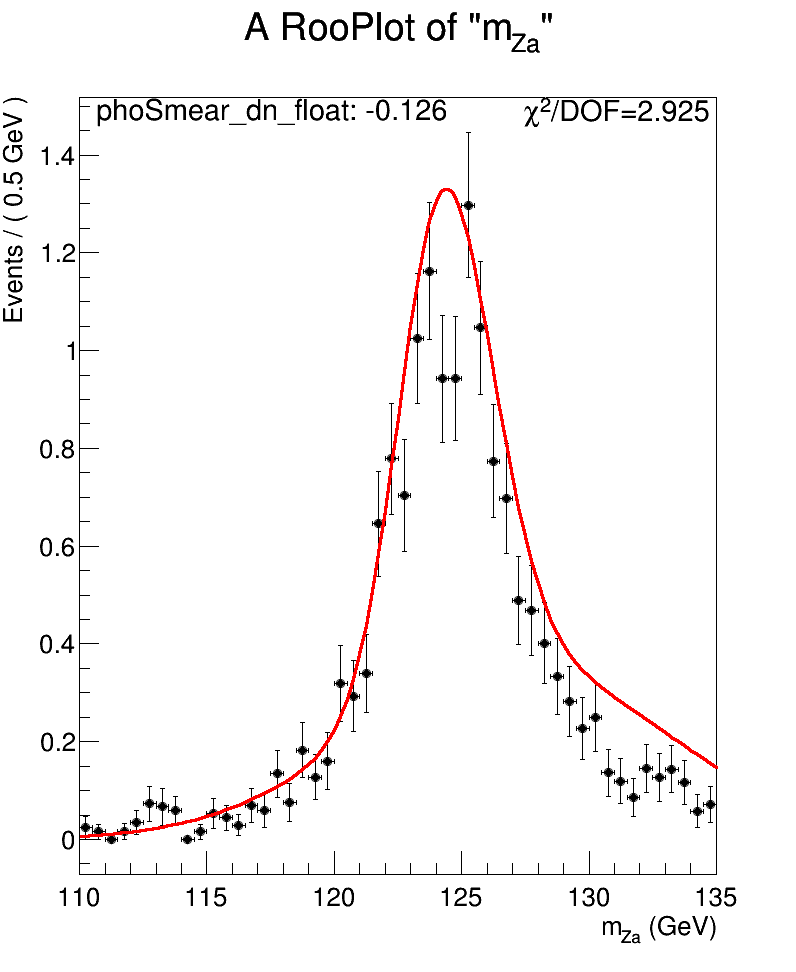 A RooPlot of "m_Za"
phoSmear_dn_float: -0.126
χ²/DOF=2.925
Events / ( 0.5 GeV )
1.4
1.2
1
0.8
0.6
0.4
0.2
0
110 115 120 125 130 135
m_Za (GeV)